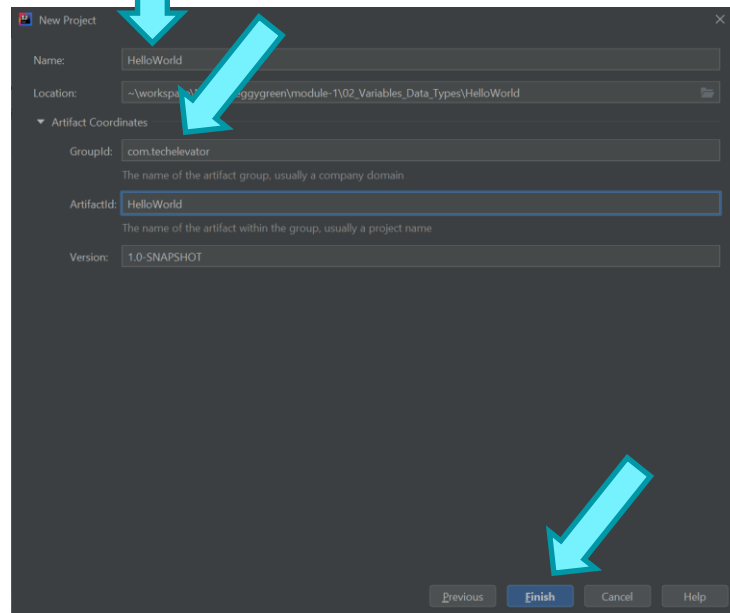 New Project
Name: HelloWorld
Location: ~\workspa eggygreen\module-1\02_Variables_Data_Types\HelloWorld
Artifact Coordinates
GroupId: com.techelevator
The name of the artifact group, usually a company domain
ArtifactId: HelloWorld
The name of the artifact within the group, usually a project name
Version: 1.0-SNAPSHOT
Previous Finish Cancel Help